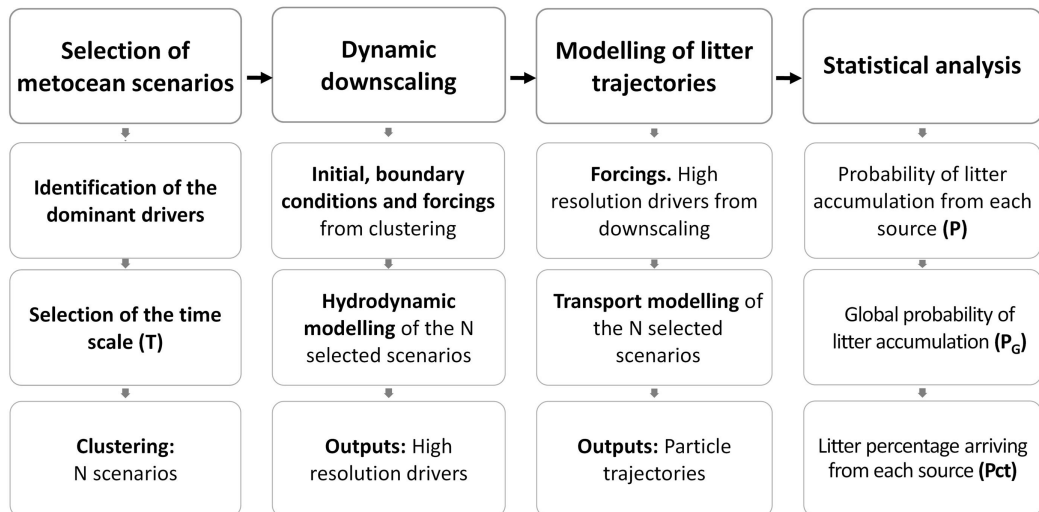 Selection of
metocean scenarios
Identification of the
dominant drivers
Selection of the time
scale (T)
Clustering:
N scenarios
Dynamic
downscaling
Initial, boundary
conditions and forcings
from clustering
Hydrodynamic
modelling of the N
selected scenarios
Outputs: High
resolution drivers
Modelling of litter
trajectories
Forcings. High
resolution drivers from
downscaling
Transport modelling of
the N selected
scenarios
Outputs: Particle
trajectories
Statistical analysis
Probability of litter
accumulation from each
source (P)
Global probability of
litter accumulation (PG)
Litter percentage arriving
from each source (Pct)